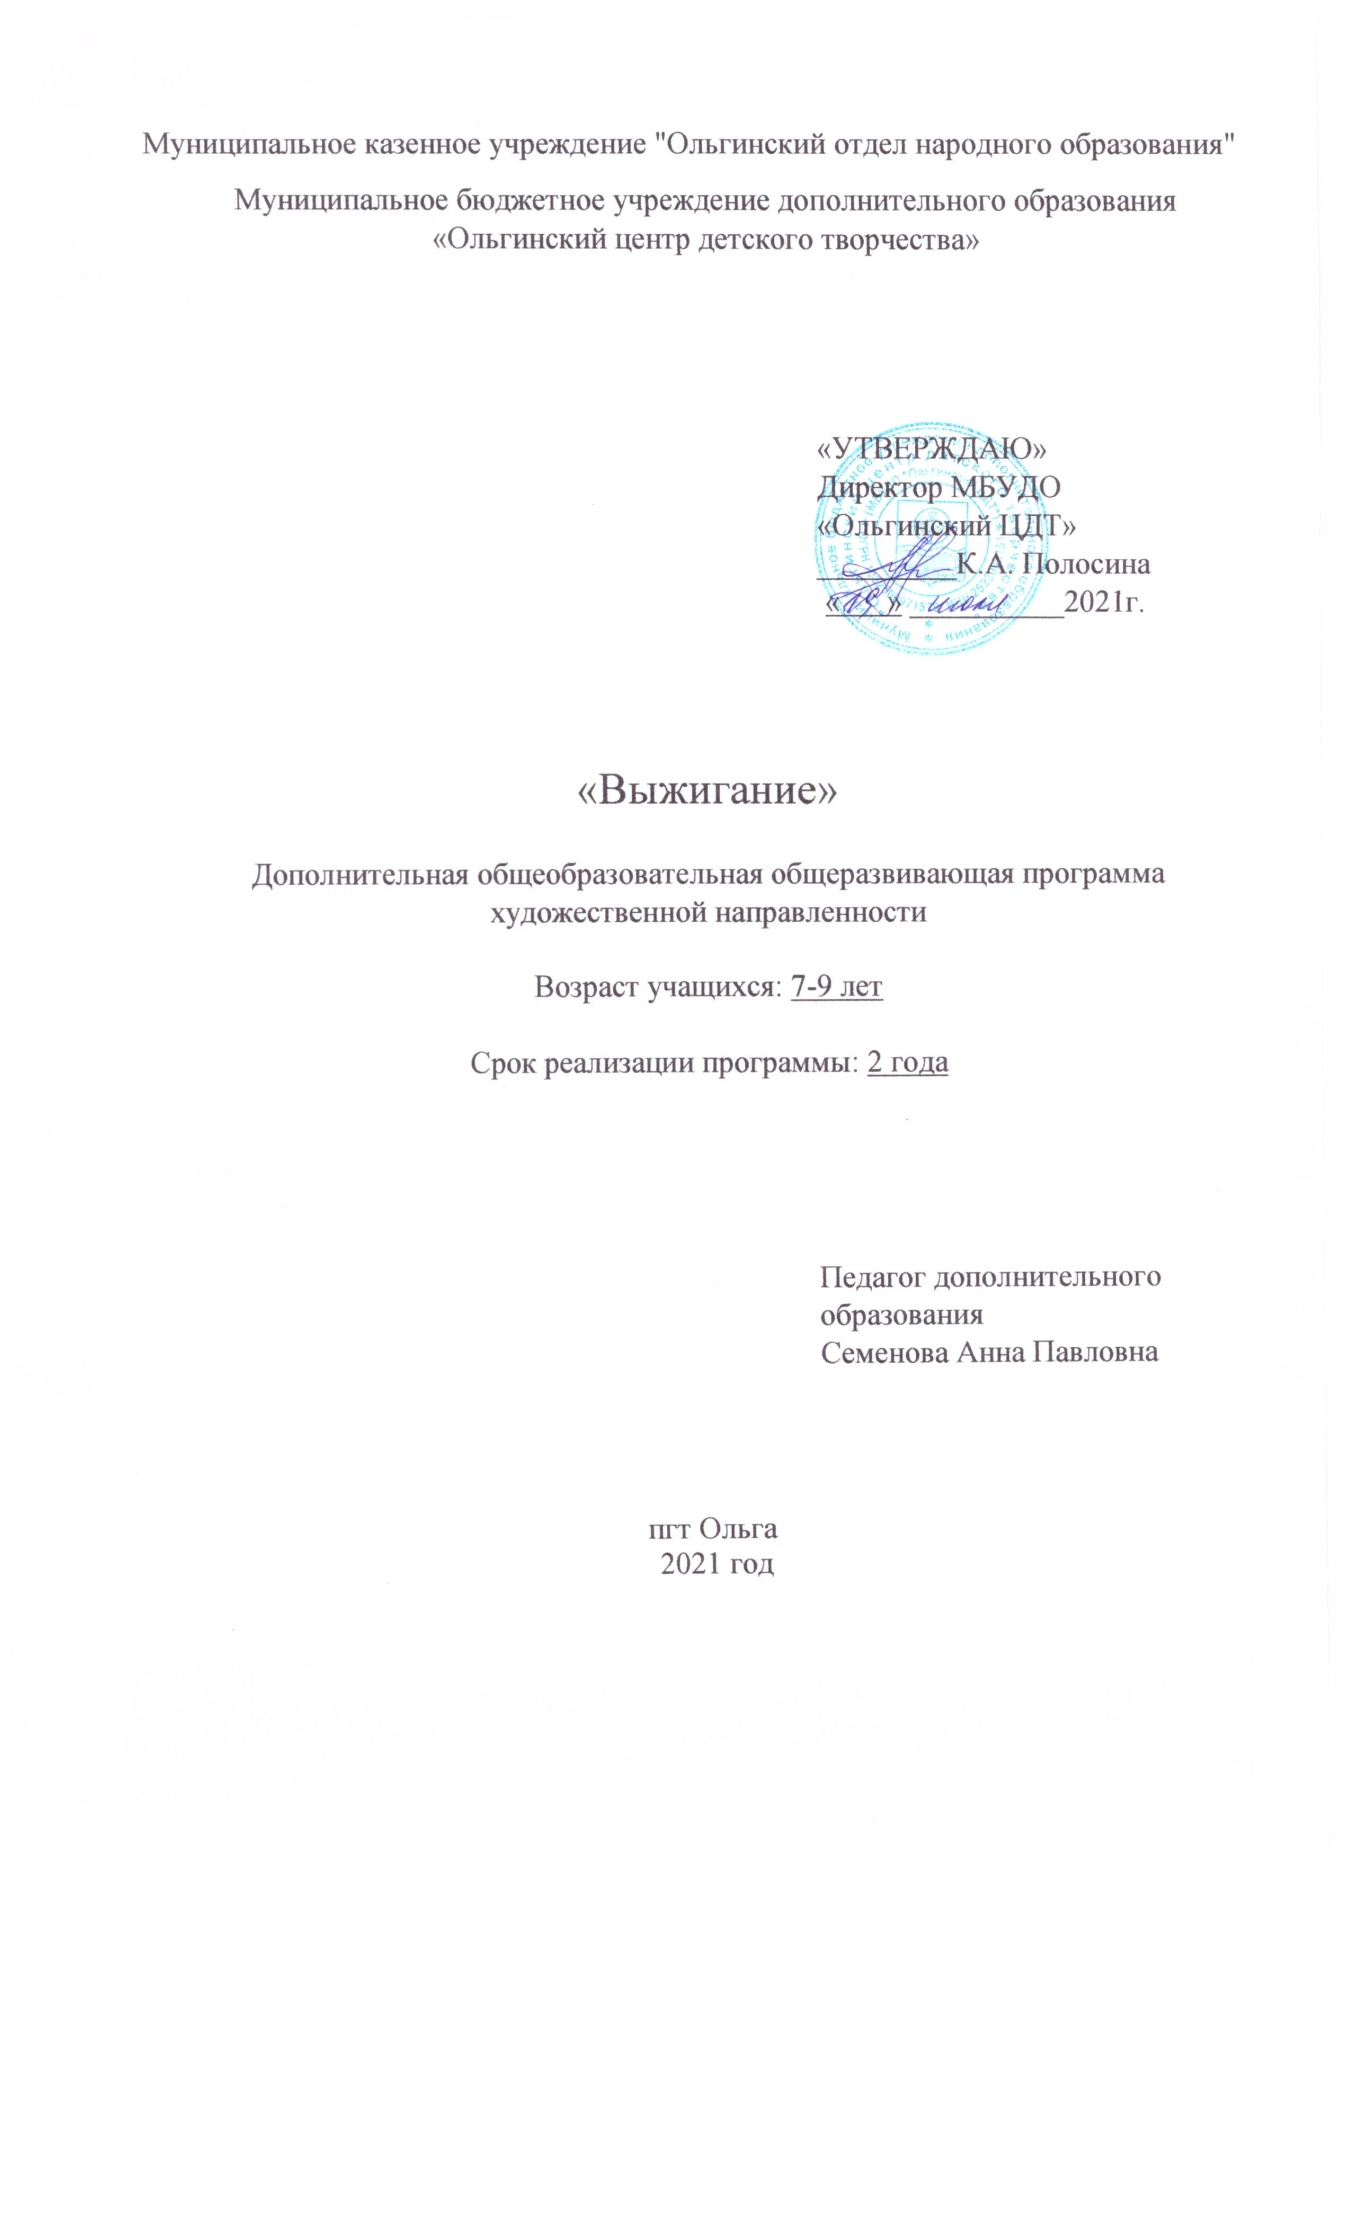 Муниципальное казенное учреждение "Ольгинский отдел народного образования"
Муниципальное бюджетное учреждение дополнительного образования
«Ольгинский центр детского творчества»
«УТВЕРЖДАЮ»
Директор МБУДО
«Ольгинский ЦДТ»
__________К.А. Полосина
« » ___________2021г.
«Выжигание»
Дополнительная общеобразовательная общеразвивающая программа
художественной направленности
Возраст учащихся: 7-9 лет
Срок реализации программы: 2 года
Педагог дополнительного
образования
Семенова Анна Павловна
пгт Ольга
2021 год